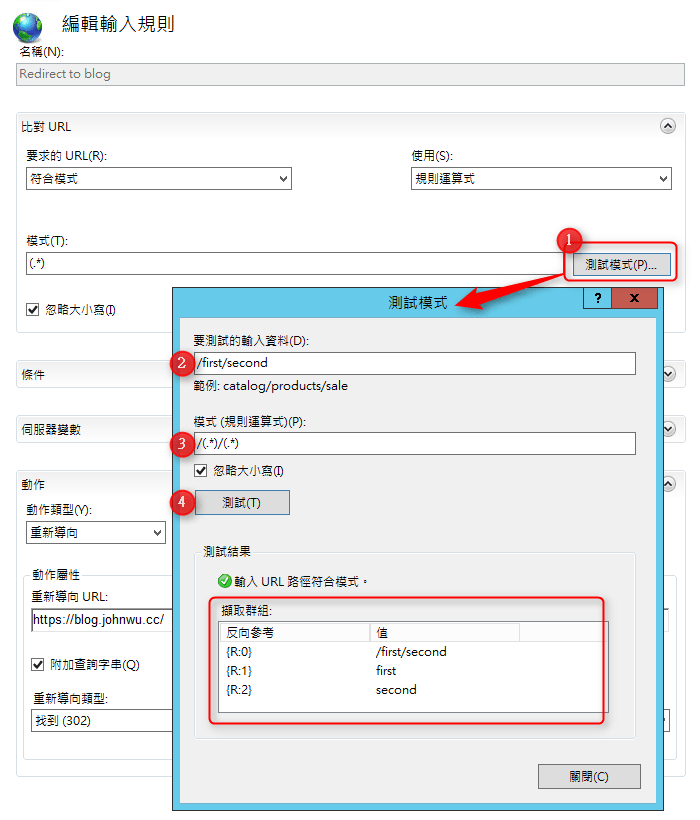 編輯輸入規則
名稱(N):
Redirect to blog
比對 URL
要求的 URL(R):
使用(S):
符合模式
規則運算式
模式(T):
(.*)
1
測試模式(P)...
忽略大小寫(I)
測試模式
?
x
要測試的輸入資料(D):
2
/first/second
範例: catalog/products/sale
條件
模式 (規則運算式)(P):
3
/(.*)/(.*)
伺服器變數
忽略大小寫(I)
4
測試(T)
動作
動作類型(Y):
重新導向
測試結果
輸入 URL 路徑符合模式。
動作屬性
重新導向 URL:
https://blog.johnwu.cc/
擷取群組:
反向參考
值
{R:0}
/first/second
{R:1}
first
{R:2}
second
附加查詢字串(Q)
重新導向類型:
找到 (302)
關閉(C)